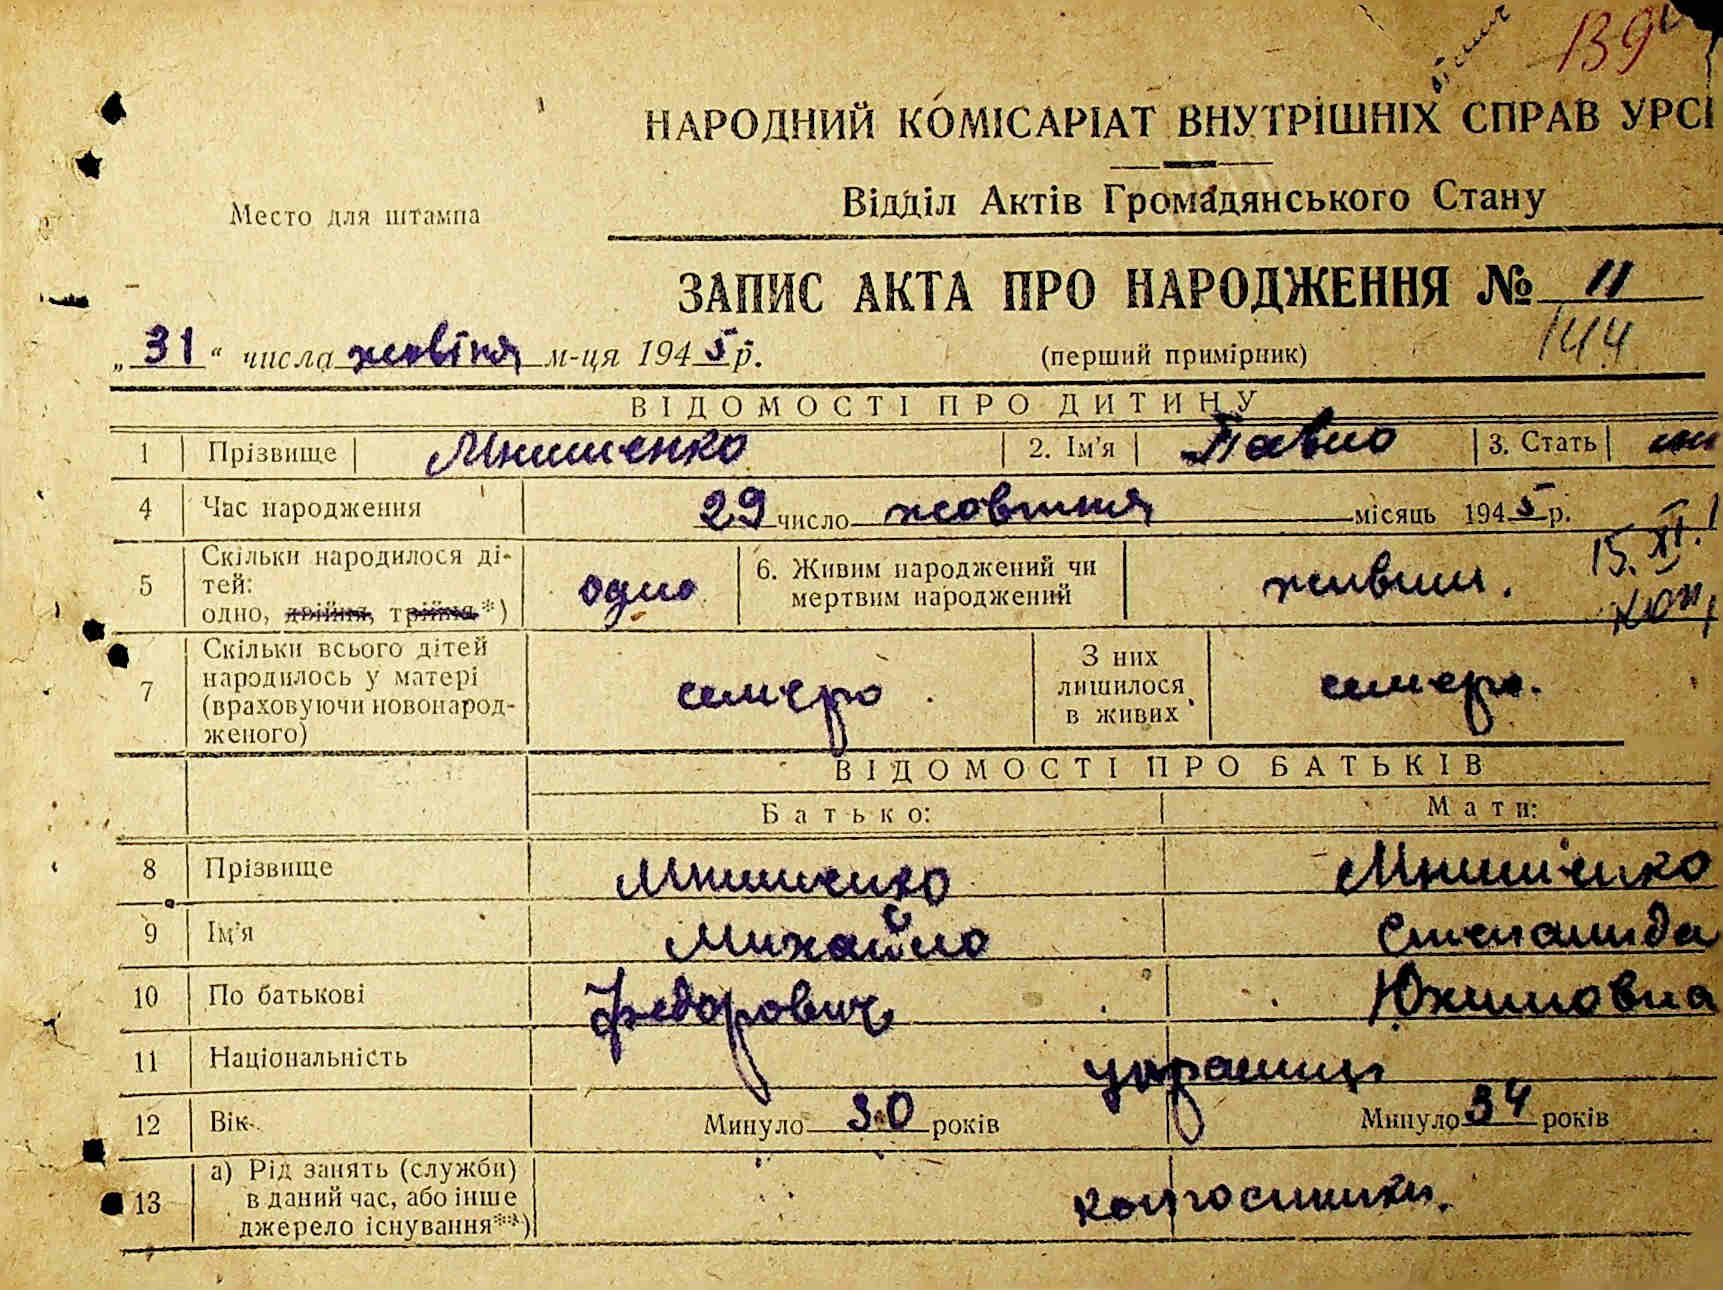 139
НАРОДНИЙ КОМІСАРІАТ ВНУТРІШНІХ СПРАВ УРСР
Відділ Актів Громадянського Стану
Место для штампа
ЗАПИС АКТА ПРО НАРОДЖЕННЯ № 11
„31“ числа жовтня м-ця 1945 р. (перший примірник) 144
ВІДОМОСТІ ПРО ДИТИНУ
1 Прізвище 2. Ім'я Павло 3. Стать
4 Час народження 29 число жовтня місяць 1945 р.
5 Скільки народилося ді-
тей:
одно, двійня, трійня*) одно 6. Живим народжений чи
мертвим народжений живим. 15.XI.
7 Скільки всього дітей
народилось у матері
(враховуючи новонарод-
женого) семеро З них
лишилося
в живих семеро.
ВІДОМОСТІ ПРО БАТЬКІВ
Батько: Мати:
8 Прізвище
9 Ім'я Михайло Степанида
10 По батькові Федорович Юхимовна
11 Національність українці
12 Вік Минуло 30 років Минуло 34 років
13 а) Рід занять (служби)
в даний час, або інше
джерело існування**) колгоспники.